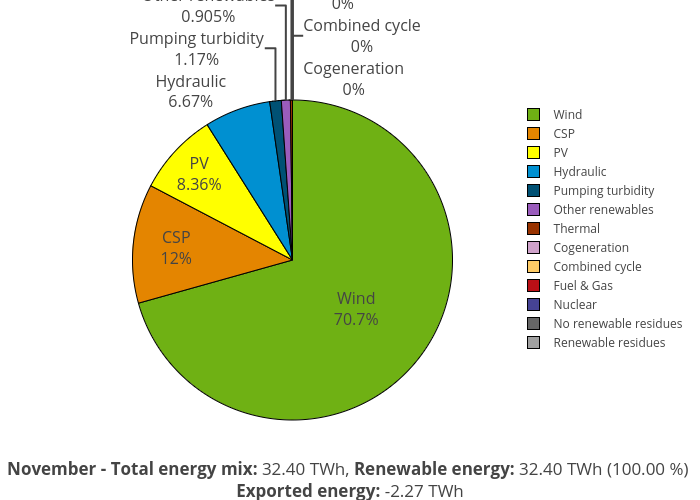 Other renewables
0%
0.905%
Combined cycle
Pumping turbidity
0%
1.17%
Cogeneration
Hydraulic
0%
6.67%
PV
8.36%
CSP
12%
Wind
70.7%
Wind
CSP
PV
Hydraulic
Pumping turbidity
Other renewables
Thermal
Cogeneration
Combined cycle
Fuel & Gas
Nuclear
No renewable residues
Renewable residues
November - Total energy mix: 32.40 TWh, Renewable energy: 32.40 TWh (100.00 %)
Exported energy: -2.27 TWh